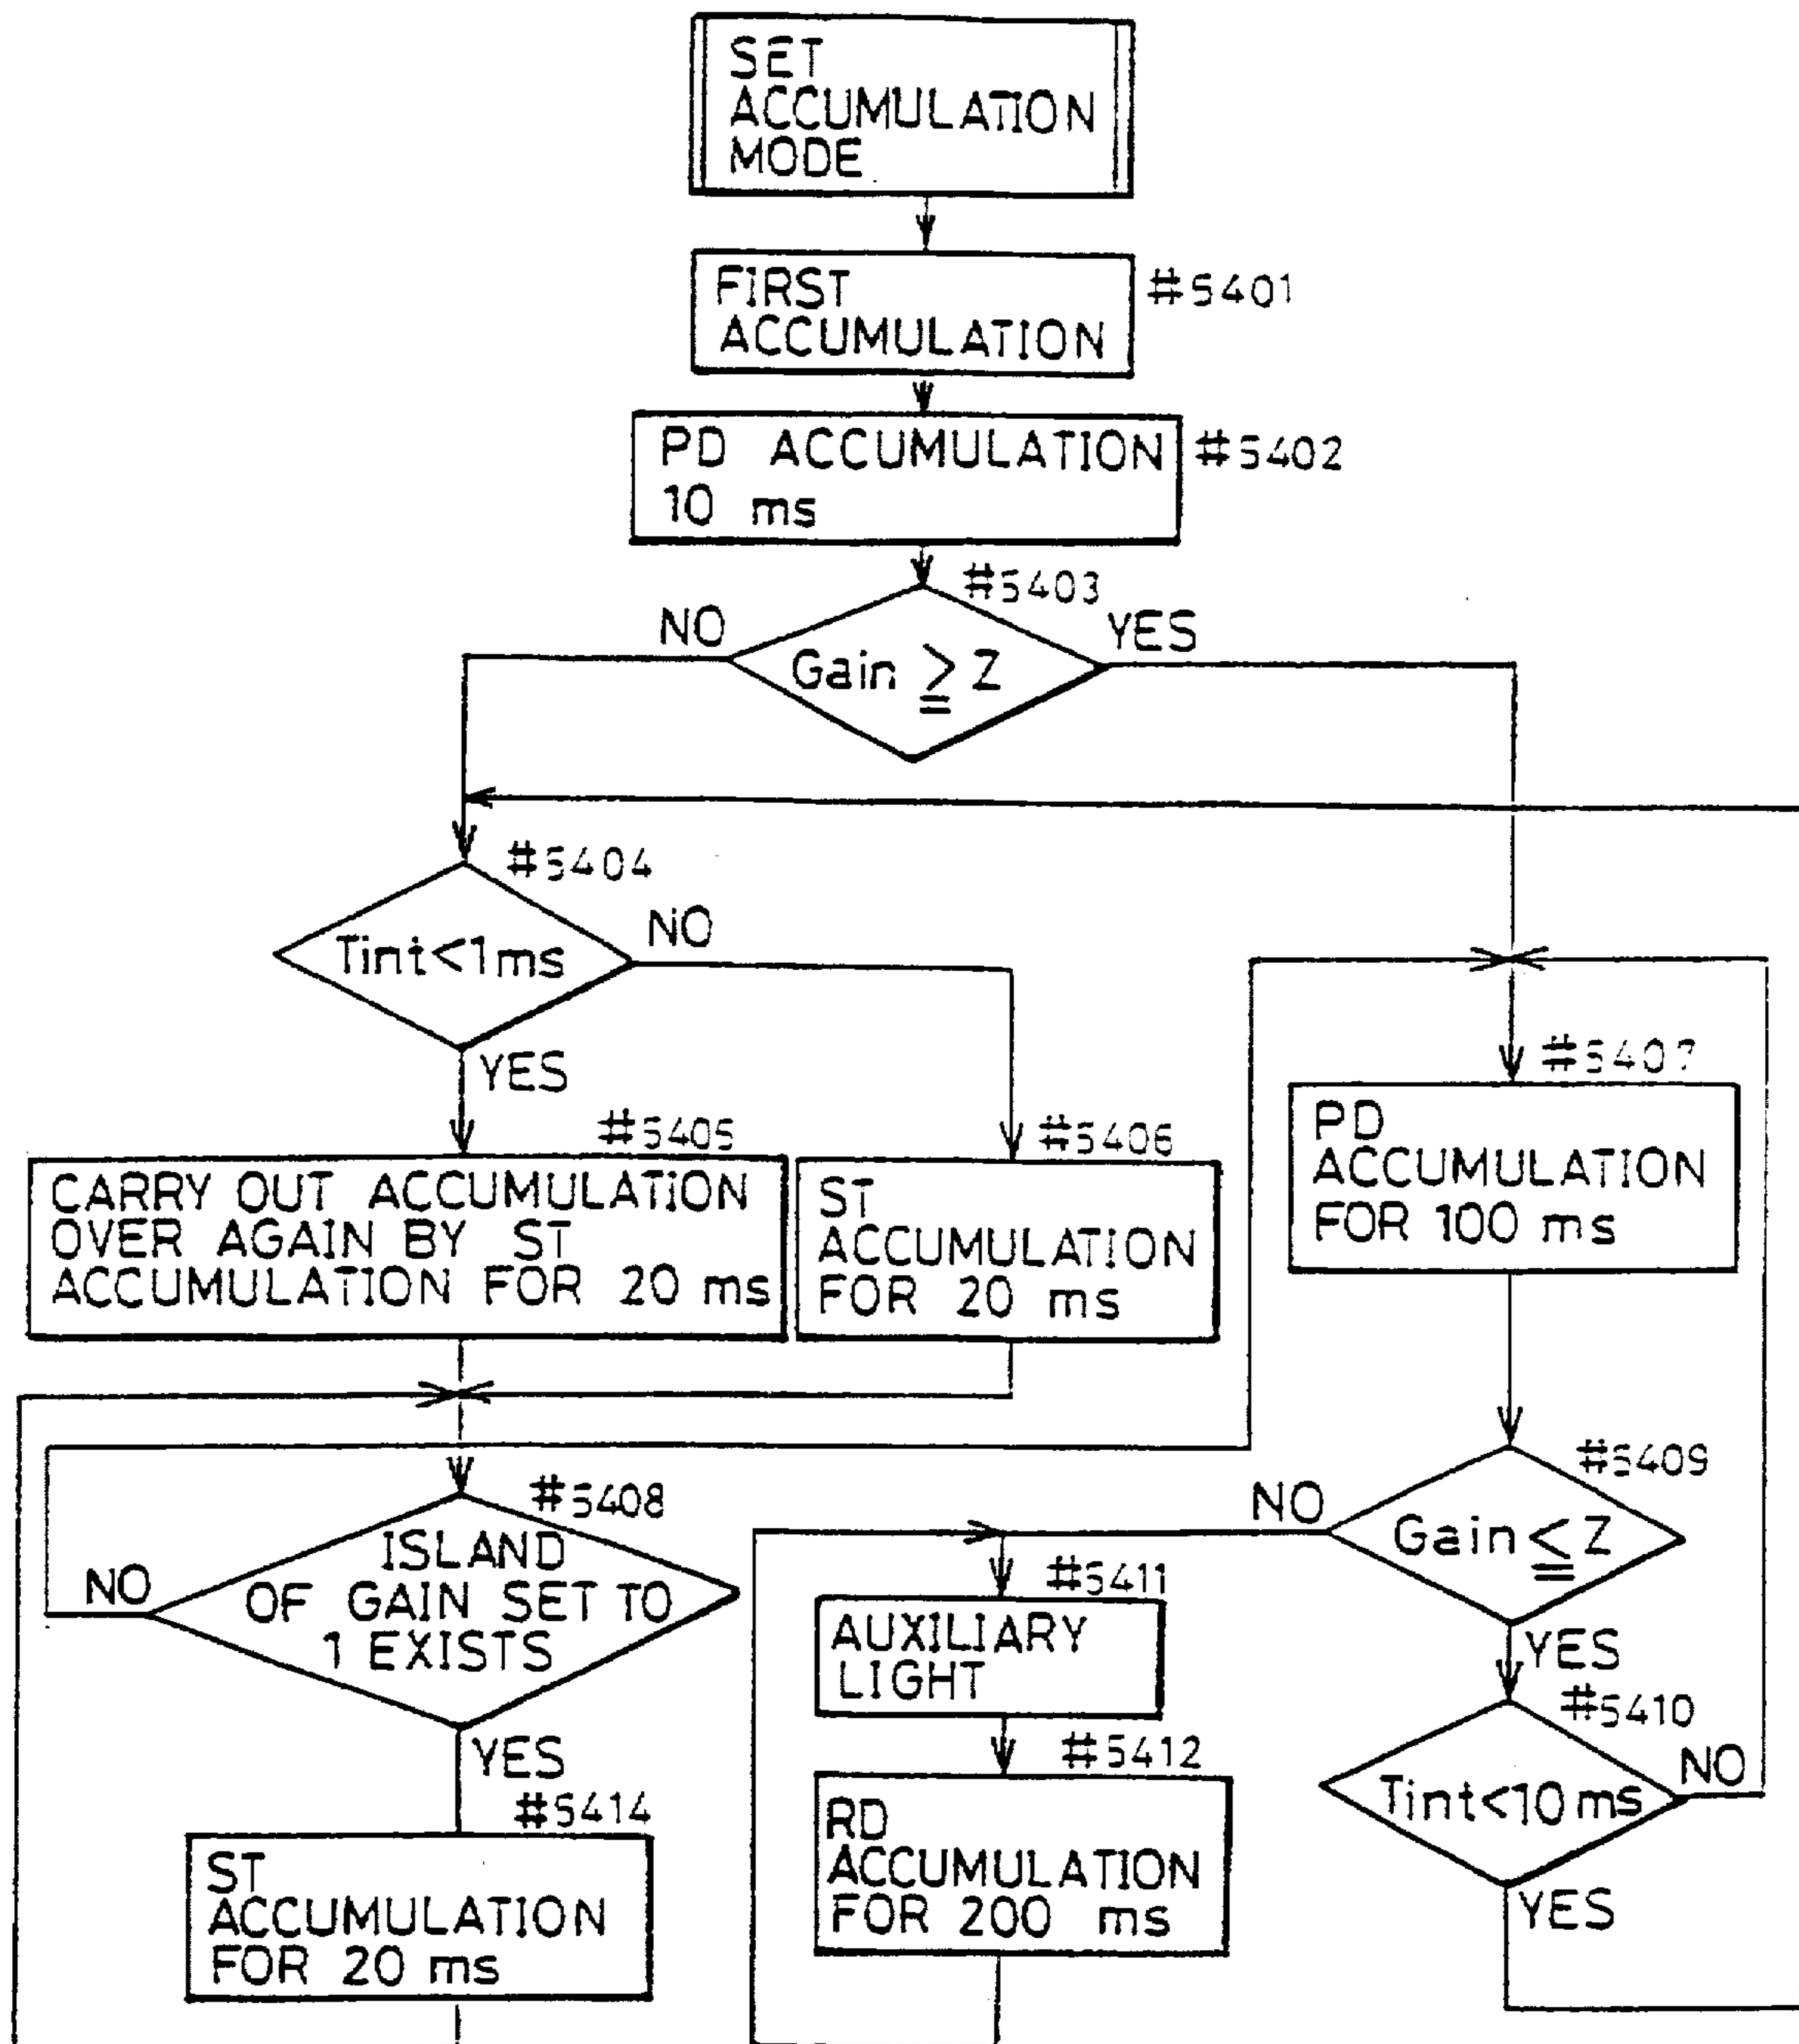 SET
ACCUMULATION
MODE
FIRST
ACCUMULATION
#5401
PD ACCUMULATION
10 ms
#5402
#5403
NO
YES
Gain ≧ Z
#5404
Tint<1ms
NO
YES
#5405
CARRY OUT ACCUMULATION
OVER AGAIN BY ST
ACCUMULATION FOR 20 ms
#5406
ST
ACCUMULATION
FOR 20 ms
#5407
PD
ACCUMULATION
FOR 100 ms
#5408
ISLAND
OF GAIN SET TO
1 EXISTS
NO
YES
#5409
NO
Gain ≦ Z
YES
#5411
AUXILIARY
LIGHT
#5410
Tint<10 ms
NO
YES
#5412
RD
ACCUMULATION
FOR 200 ms
#5414
ST
ACCUMULATION
FOR 20 ms